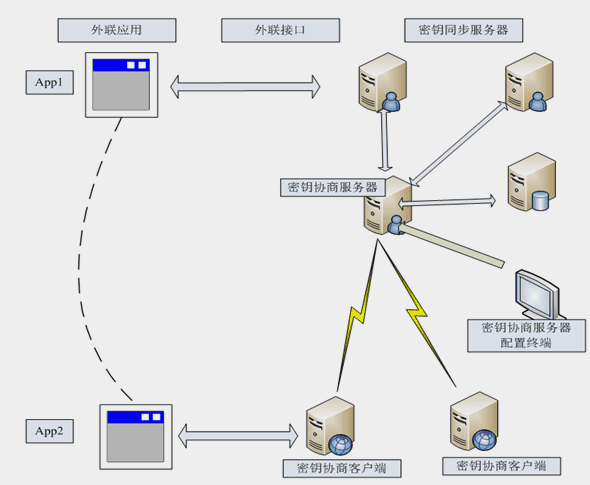 外联应用
外联接口
密钥同步服务器
App1
密钥协商服务器
密钥协商服务器
配置终端
App2
密钥协商客户端
密钥协商客户端